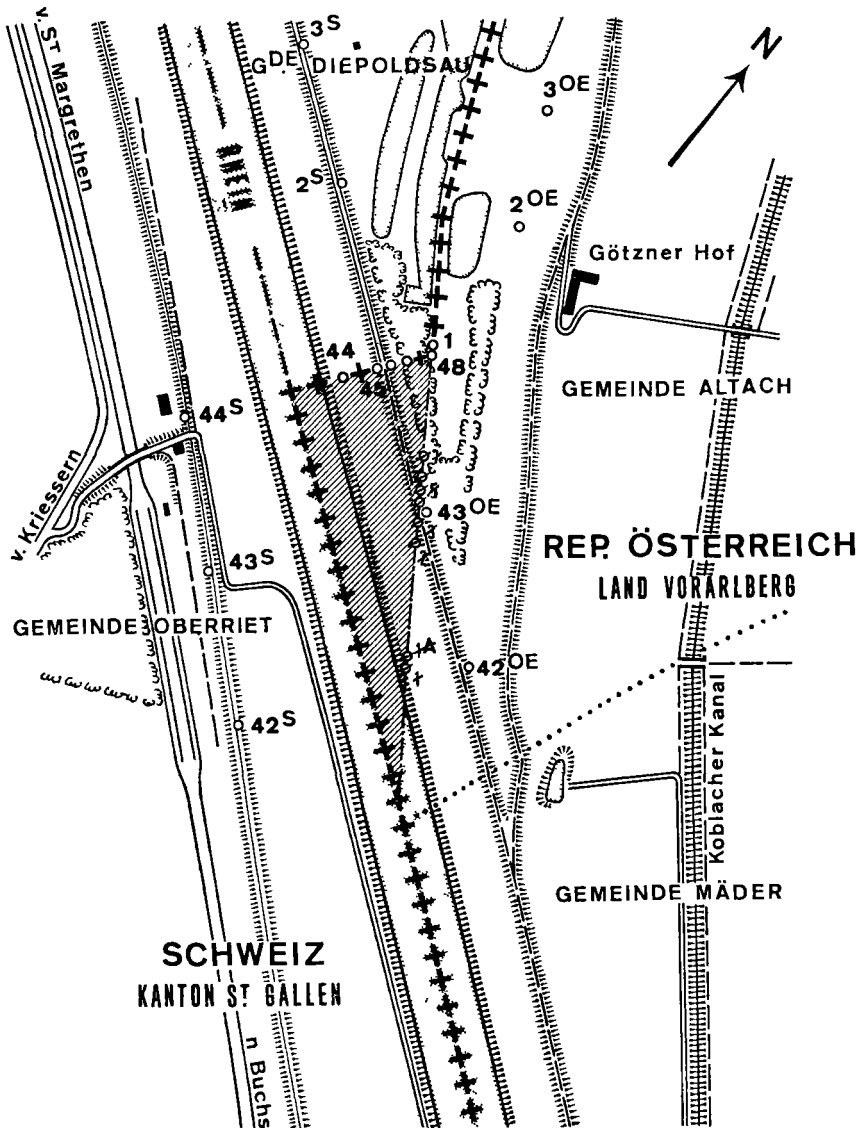 v. ST Margrethen
3S
GDE. DIEPOLDSAU
N
3OE
RHEIN
2S
2OE
Götzner Hof
1
44
48
45
GEMEINDE ALTACH
44S
v. Kriessern
43OE
REP. ÖSTERREICH
LAND VORARLBERG
43S
GEMEINDE OBERRIET
A
42OE
42S
Koblacher Kanal
GEMEINDE MÄDER
SCHWEIZ
KANTON ST. GALLEN
n Buchs